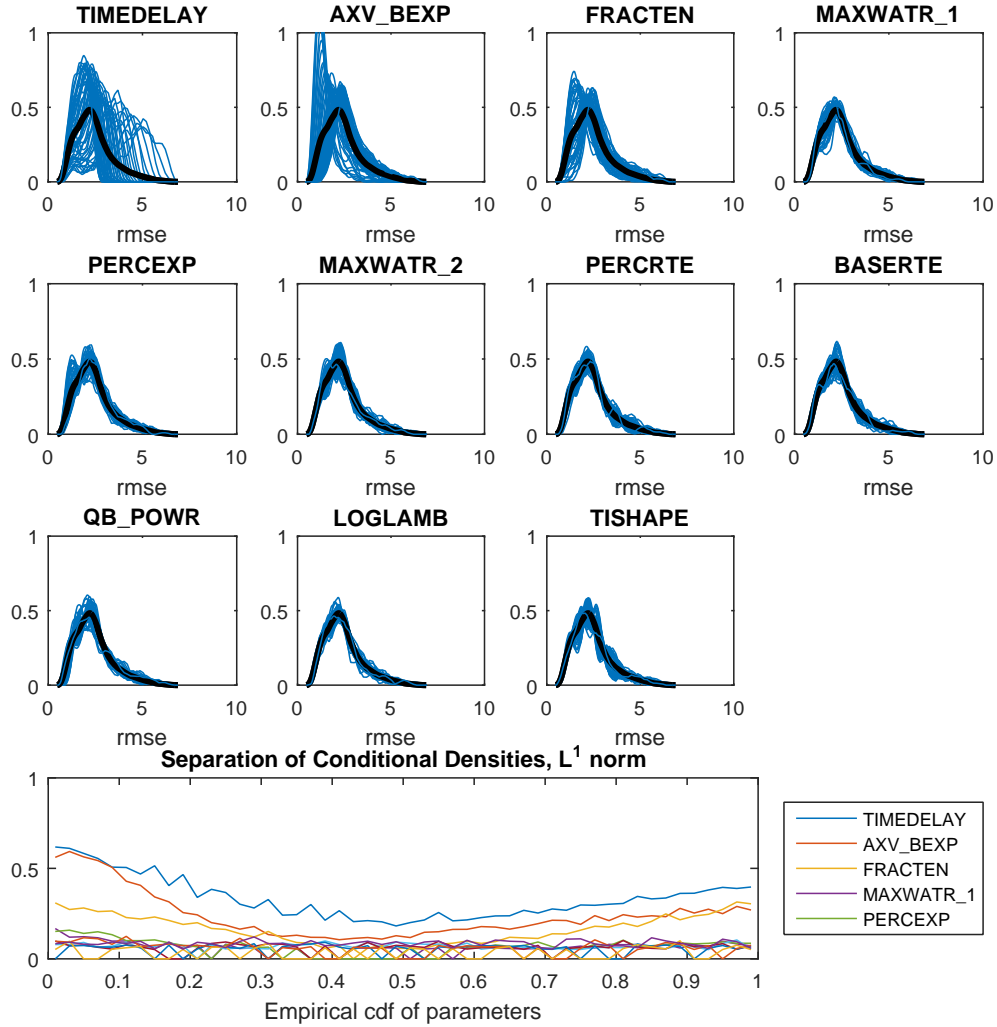 TIMEDELAY
AXV_BEXP
FRACTEN
MAXWATR_1
1
0.5
0
0 5 10
rmse
1
0.5
0
0 5 10
rmse
1
0.5
0
0 5 10
rmse
1
0.5
0
0 5 10
rmse
PERCEXP
MAXWATR_2
PERCRTE
BASERTE
1
0.5
0
0 5 10
rmse
1
0.5
0
0 5 10
rmse
1
0.5
0
0 5 10
rmse
1
0.5
0
0 5 10
rmse
QB_POWR
LOGLAMB
TISHAPE
1
0.5
0
0 5 10
rmse
1
0.5
0
0 5 10
rmse
1
0.5
0
0 5 10
rmse
Separation of Conditional Densities, L¹ norm
1
0.5
0
0 0.1 0.2 0.3 0.4 0.5 0.6 0.7 0.8 0.9 1
Empirical cdf of parameters
TIMEDELAY
AXV_BEXP
FRACTEN
MAXWATR_1
PERCEXP